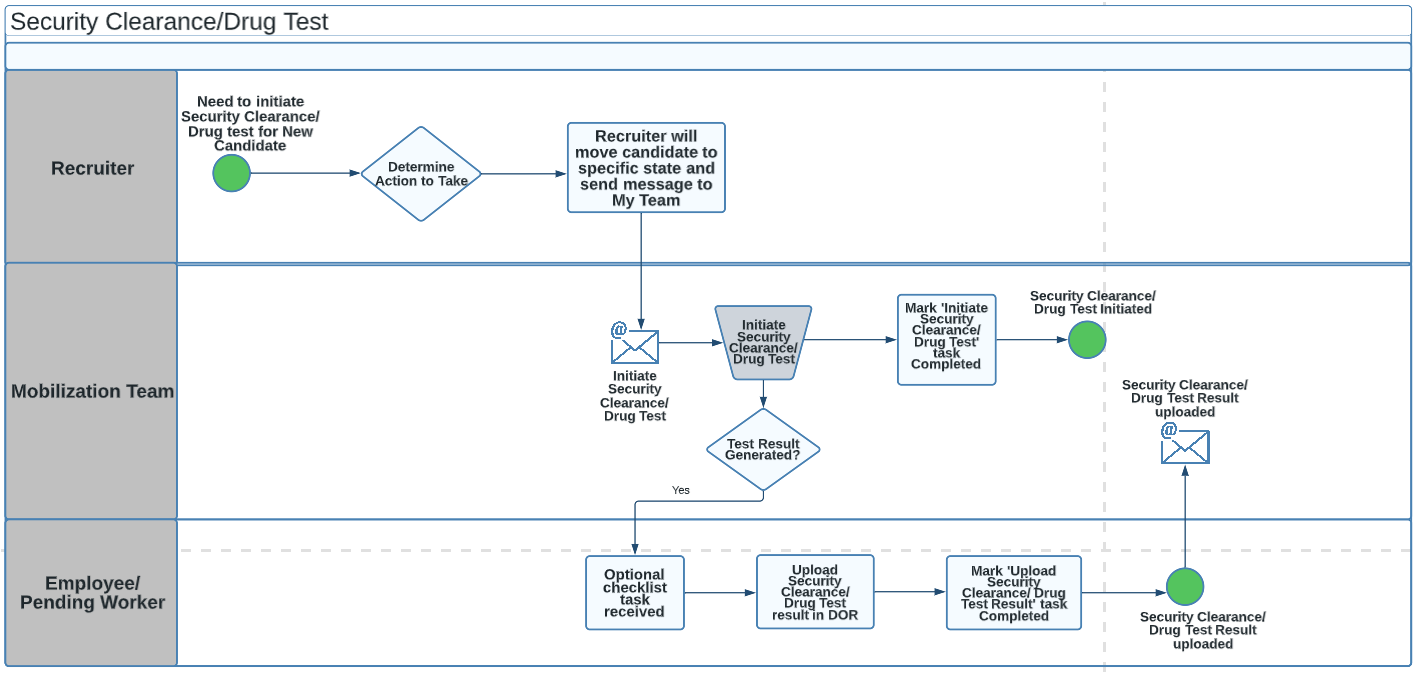 Security Clearance/Drug Test
Recruiter
Need to initiate
Security Clearance/
Drug test for New
Candidate
Determine
Action to Take
Recruiter will
move candidate to
specific state and
send message to
My Team
Mobilization Team
@
Initiate
Security
Clearance/
Drug Test
Initiate
Security
Clearance/
Drug Test
Mark 'Initiate
Security
Clearance/
Drug Test'
task
Completed
Security Clearance/
Drug Test Initiated
Test Result
Generated?
Yes
Security Clearance/
Drug Test Result
uploaded
@
Employee/
Pending Worker
Optional
checklist
task
received
Upload
Security
Clearance/
Drug Test
result in DOR
Mark 'Upload
Security
Clearance/ Drug
Test Result' task
Completed
Security Clearance/
Drug Test Result
uploaded